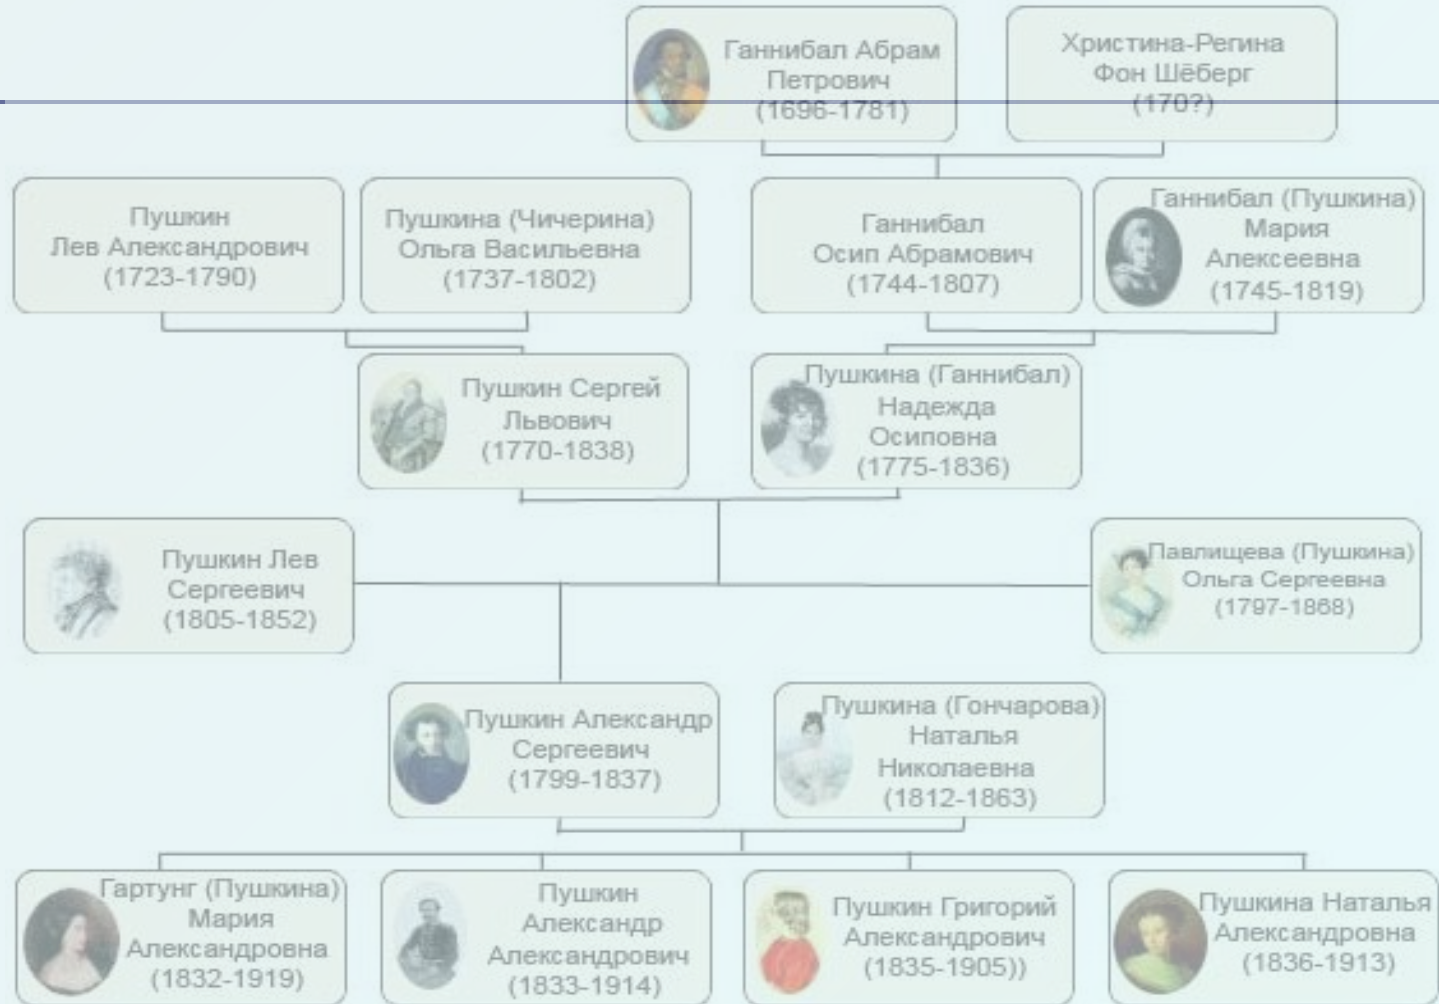 Ганнибал Абрам
Петрович
(1696-1781)
Христина-Регина
Фон Шёберг
(170?)
Пушкин
Лев Александрович
(1723-1790)
Пушкина (Чичерина)
Ольга Васильевна
(1737-1802)
Ганнибал
Осип Абрамович
(1744-1807)
Ганнибал (Пушкина)
Мария
Алексеевна
(1745-1819)
Пушкин Сергей
Львович
(1770-1838)
Пушкина (Ганнибал)
Надежда
Осиповна
(1775-1836)
Пушкин Лев
Сергеевич
(1805-1852)
Павлищева (Пушкина)
Ольга Сергеевна
(1797-1868)
Пушкин Александр
Сергеевич
(1799-1837)
Пушкина (Гончарова)
Наталья
Николаевна
(1812-1863)
Гартунг (Пушкина)
Мария
Александровна
(1832-1919)
Пушкин
Александр
Александрович
(1833-1914)
Пушкин Григорий
Александрович
(1835-1905))
Пушкина Наталья
Александровна
(1836-1913)